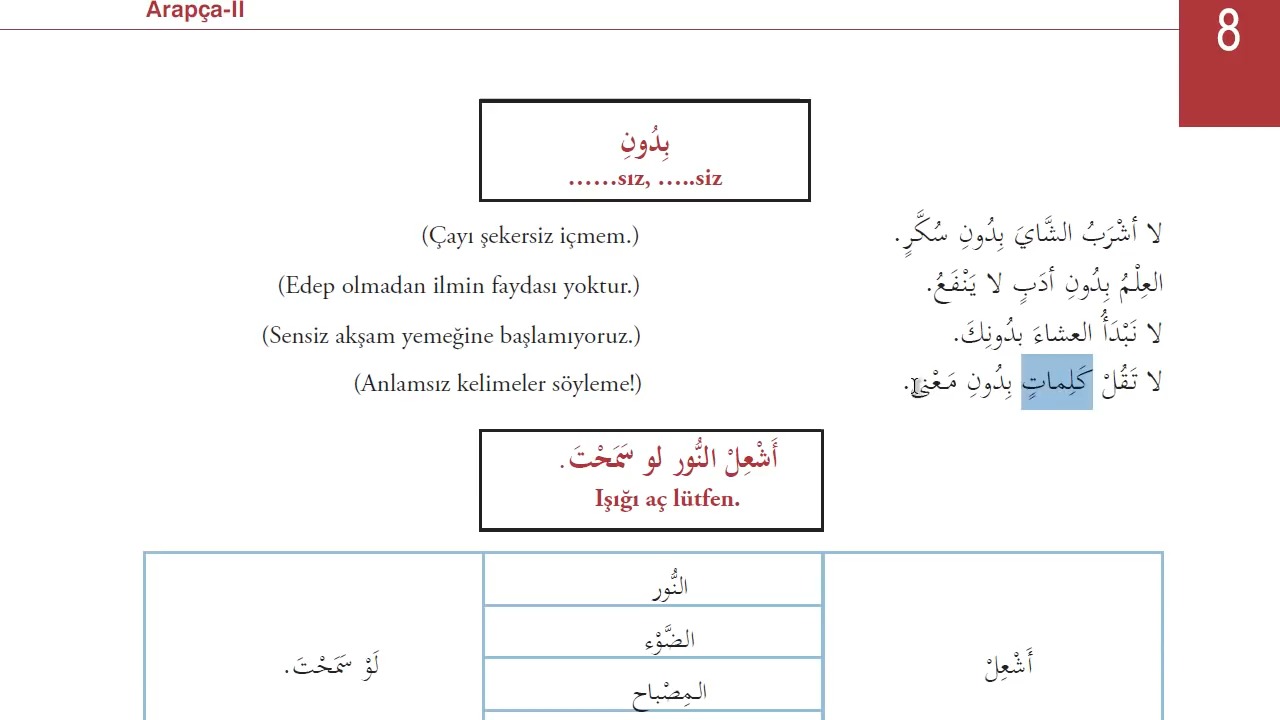 Arapça-II
8
بِدُونِ
......sız, .....siz
لا أشْرَبُ الشَّايَ بِدُونِ سُكَّرٍ.
(Çayı şekersiz içmem.)
العِلْمُ بِدُونِ أدَبٍ لا يَنْفَعُ.
(Edep olmadan ilmin faydası yoktur.)
لا نَبْدَأُ العشاءَ بدُونِكَ.
(Sensiz akşam yemeğine başlamıyoruz.)
لا تَقُلْ كَلِماتٍ بِدُونِ مَعْنى.
(Anlamsız kelimeler söyleme!)
أَشْعِلْ النُّور لو سَمَحْتَ.
Işığı aç lütfen.
أَشْعِلْ
النُّور
الضَّوْء
المِصْباح
لَوْ سَمَحْتَ.